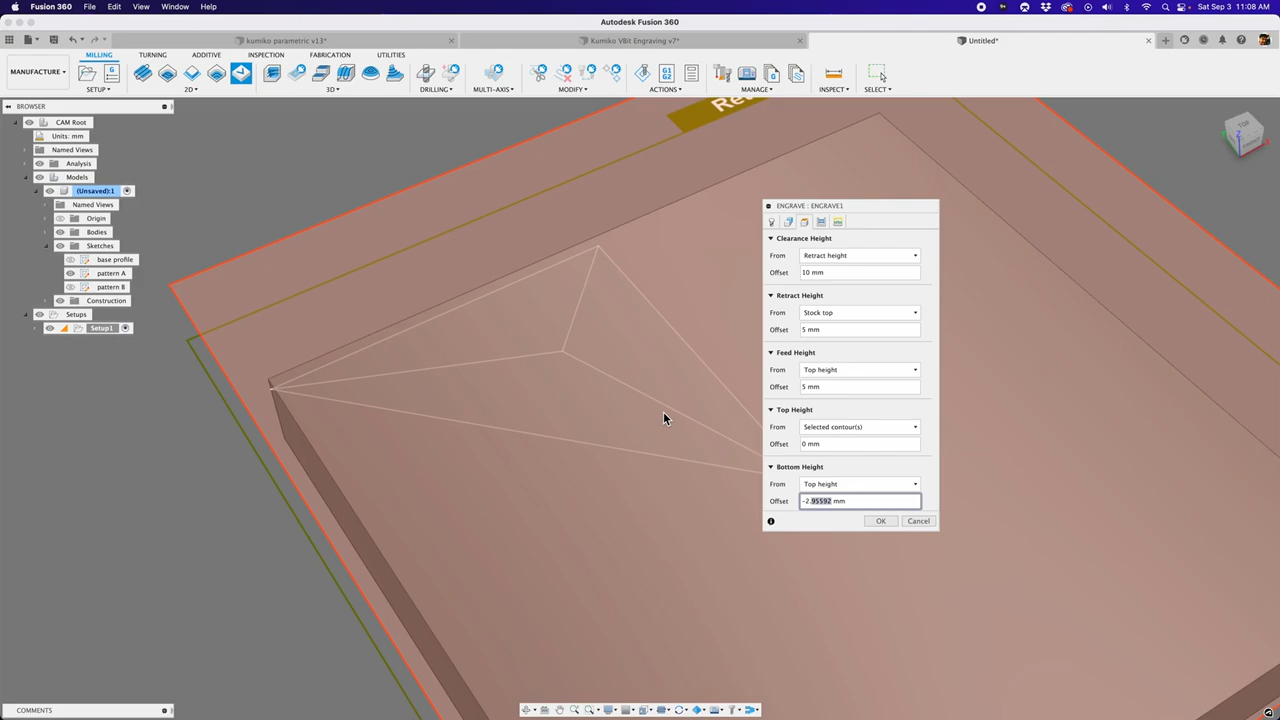 Fusion 360 File Edit View Window Help
Sat Sep 3 11:08 AM
Autodesk Fusion 360
kumiko parametric v13*
Kumiko VBit Engraving v7*
Untitled*
MILLING TURNING ADDITIVE INSPECTION FABRICATION UTILITIES
MANUFACTURE
G1
G2
SETUP 2D 3D DRILLING MULTI-AXIS MODIFY ACTIONS MANAGE INSPECT SELECT
BROWSER
CAM Root
Units: mm
Named Views
Analysis
Models
(Unsaved):1
Named Views
Origin
Bodies
Sketches
base profile
pattern A
pattern B
Construction
Setups
Setup1
TOP
ENGRAVE : ENGRAVE1
Clearance Height
From Retract height
Offset 10 mm
Retract Height
From Stock top
Offset 5 mm
Feed Height
From Top height
Offset 5 mm
Top Height
From Selected contour(s)
Offset 0 mm
Bottom Height
From Top height
Offset -2.95592 mm
OK Cancel
COMMENTS